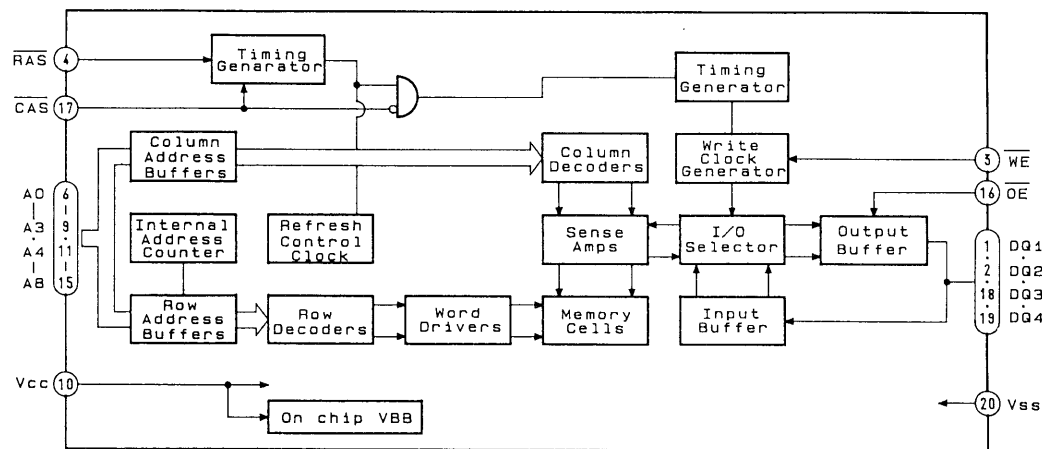 RAS
4
Timing
Genarator
CAS
17
Timing
Generator
Column
Address
Buffers
Column
Decoders
Write
Clock
Generator
3
WE
16
OE
A0
|
A3
.
A4
|
A8
6
|
9
.
11
|
15
Internal
Address
Counter
Refresh
Control
Clock
Sense
Amps
I/O
Selector
Output
Buffer
1
.
2
.
18
.
19
DQ1
.
DQ2
.
DQ3
.
DQ4
Row
Address
Buffers
Row
Decoders
Word
Drivers
Memory
Cells
Input
Buffer
Vcc
10
On chip VBB
20
Vss